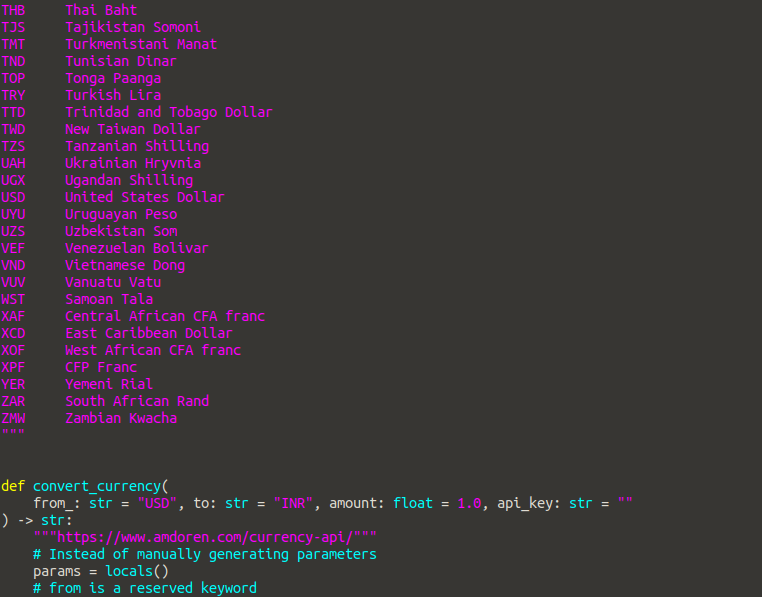 THB     Thai Baht
TJS     Tajikistan Somoni
TMT     Turkmenistani Manat
TND     Tunisian Dinar
TOP     Tonga Paanga
TRY     Turkish Lira
TTD     Trinidad and Tobago Dollar
TWD     New Taiwan Dollar
TZS     Tanzanian Shilling
UAH     Ukrainian Hryvnia
UGX     Ugandan Shilling
USD     United States Dollar
UYU     Uruguayan Peso
UZS     Uzbekistan Som
VEF     Venezuelan Bolivar
VND     Vietnamese Dong
VUV     Vanuatu Vatu
WST     Samoan Tala
XAF     Central African CFA franc
XCD     East Caribbean Dollar
XOF     West African CFA franc
XPF     CFP Franc
YER     Yemeni Rial
ZAR     South African Rand
ZMW     Zambian Kwacha
"""
def convert_currency(
    from_: str = "USD", to: str = "INR", amount: float = 1.0, api_key: str = ""
) -> str:
    """https://www.amdoren.com/currency-api/"""
    # Instead of manually generating parameters
    params = locals()
    # from is a reserved keyword